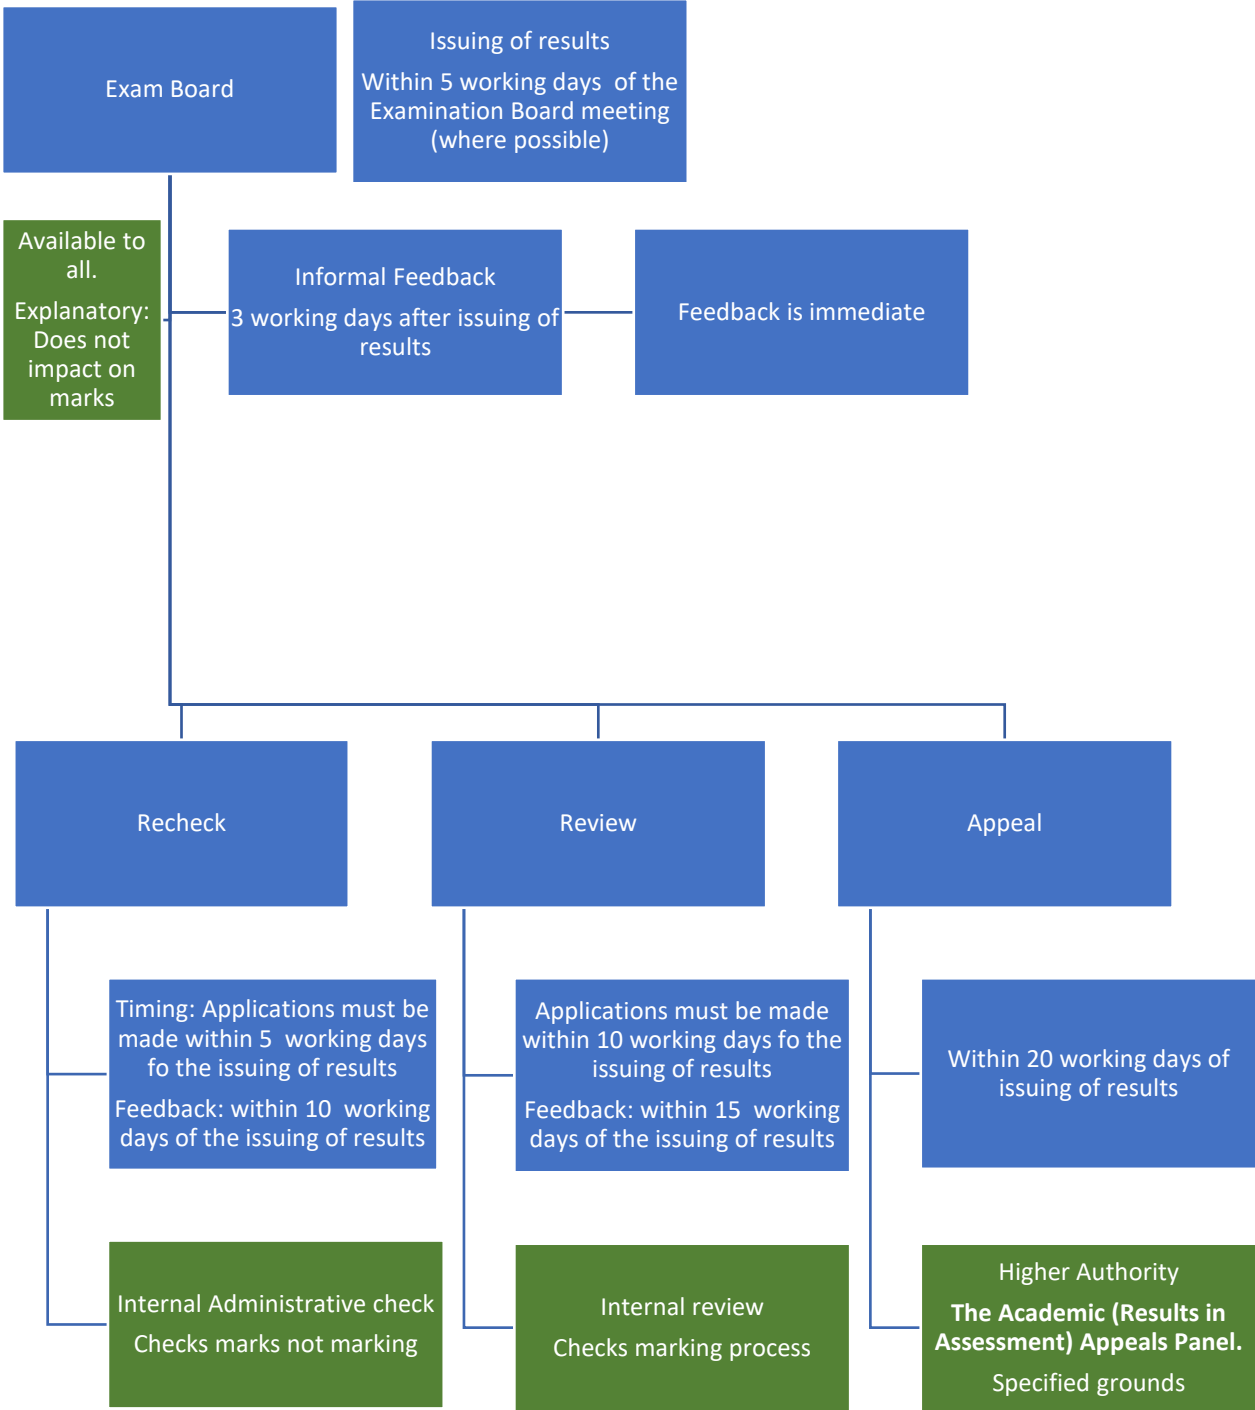 Exam Board
Issuing of results
Within 5 working days of the
Examination Board meeting
(where possible)
Available to
all.
Explanatory:
Does not
impact on
marks
Informal Feedback
3 working days after issuing of
results
Feedback is immediate
Recheck
Review
Appeal
Timing: Applications must be
made within 5 working days
fo the issuing of results
Feedback: within 10 working
days of the issuing of results
Applications must be made
within 10 working days fo the
issuing of results
Feedback: within 15 working
days of the issuing of results
Within 20 working days of
issuing of results
Internal Administrative check
Checks marks not marking
Internal review
Checks marking process
Higher Authority
The Academic (Results in
Assessment) Appeals Panel.
Specified grounds